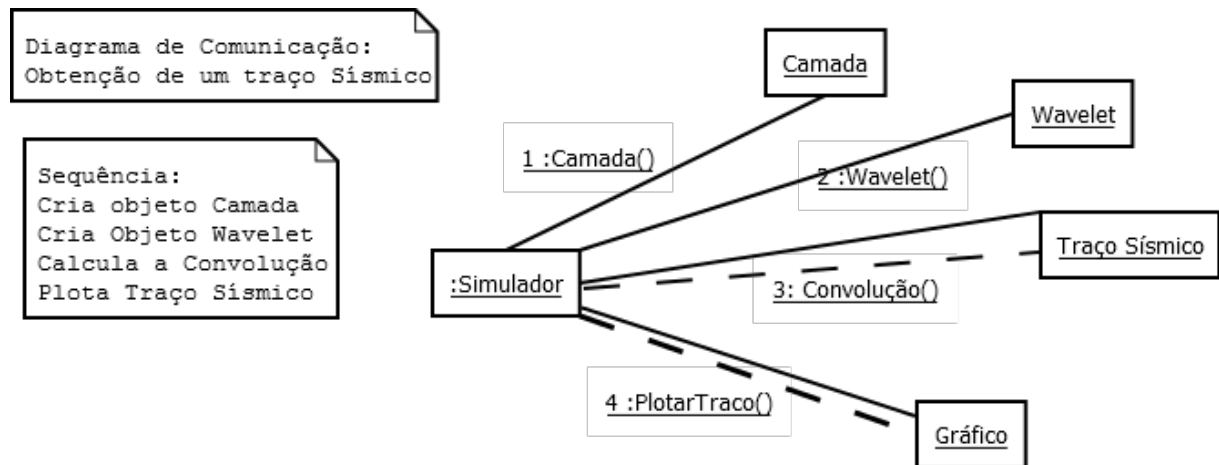 Diagrama de Comunicação:
Obtenção de um traço Sísmico
Camada
Wavelet
1 :Camada()
2 :Wavelet()
Sequência:
Cria objeto Camada
Cria Objeto Wavelet
Calcula a Convolução
Plota Traço Sísmico
:Simulador
Traço Sísmico
3: Convolução()
4 :PlotarTraco()
Gráfico